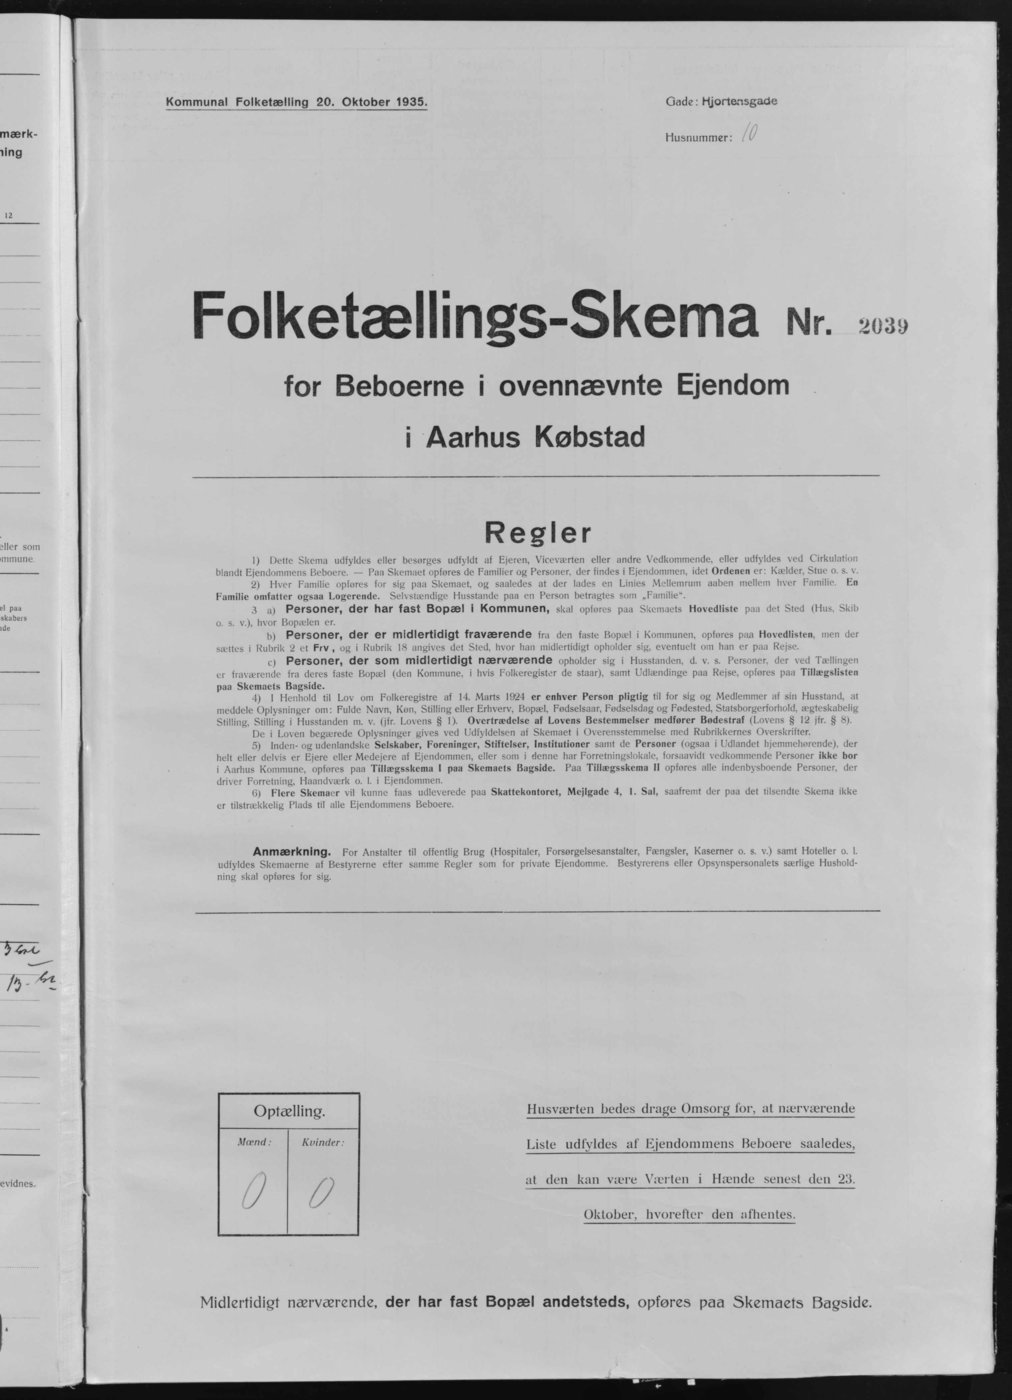 mærk-
ning
12
eller som
ommune.
el paa
skabers
de
evidnes.
Kommunal Folketælling 20. Oktober 1935.
Gade: Hjortensgade
Husnummer: 10
Folketællings-Skema Nr. 2039
for Beboerne i ovennævnte Ejendom
i Aarhus Købstad
Regler
1) Dette Skema udfyldes eller besørges udfyldt af Ejeren, Viceværten eller andre Vedkommende, eller udfyldes ved Cirkulation
blandt Ejendommens Beboere. — Paa Skemaet opføres de Familier og Personer, der findes i Ejendommen, idet Ordenen er: Kælder, Stue o. s. v.
2) Hver Familie opføres for sig paa Skemaet, og saaledes at der lades en Linies Mellemrum aaben mellem hver Familie. En
Familie omfatter ogsaa Logerende. Selvstændige Husstande paa en Person betragtes som „Familie".
3 a) Personer, der har fast Bopæl i Kommunen, skal opføres paa Skemaets Hovedliste paa det Sted (Hus, Skib
o. s. v.), hvor Bopælen er.
b) Personer, der er midlertidigt fraværende fra den faste Bopæl i Kommunen, opføres paa Hovedlisten, men der
sættes i Rubrik 2 et Frv., og i Rubrik 18 angives det Sted, hvor han midlertidigt opholder sig, eventuelt om han er paa Rejse.
c) Personer, der som midlertidigt nærværende opholder sig i Husstanden, d. v. s. Personer, der ved Tællingen
er fraværende fra deres faste Bopæl (den Kommune, i hvis Folkeregister de staar), samt Udlændinge paa Rejse, opføres paa Tillægslisten
paa Skemaets Bagside.
4) I Henhold til Lov om Folkeregistre af 14. Marts 1924 er enhver Person pligtig til for sig og Medlemmer af sin Husstand, at
meddele Oplysninger om: Fulde Navn, Køn, Stilling eller Erhverv, Bopæl, Fødselsaar, Fødselsdag og Fødested, Statsborgerforhold, ægteskabelig
Stilling, Stilling i Husstanden m. v. (jfr. Lovens § 1). Overtrædelse af Lovens Bestemmelser medfører Bødestraf (Lovens § 12 jfr. § 8).
De i Loven begærede Oplysninger gives ved Udfyldelsen af Skemaet i Overensstemmelse med Rubrikkernes Overskrifter.
5) Inden- og udenlandske Selskaber, Foreninger, Stiftelser, Institutioner samt de Personer (ogsaa i Udlandet hjemmehørende), der
helt eller delvis er Ejere eller Medejere af Ejendommen, eller som i denne har Forretningslokale, forsaavidt vedkommende Personer ikke bor
i Aarhus Kommune, opføres paa Tillægsskema I paa Skemaets Bagside. Paa Tillægsskema II opføres alle indenbysboende Personer, der
driver Forretning, Haandværk o. l. i Ejendommen.
6) Flere Skemaer vil kunne faas udleverede paa Skattekontoret, Mejlgade 4, 1. Sal, saafremt der paa det tilsendte Skema ikke
er tilstrækkelig Plads til alle Ejendommens Beboere.
Anmærkning. For Anstalter til offentlig Brug (Hospitaler, Forsørgelsesanstalter, Fængsler, Kaserner o. s. v.) samt Hoteller o. l.
udfyldes Skemaerne af Bestyrerne efter samme Regler som for private Ejendomme. Bestyrerens eller Opsynspersonalets særlige Hushold-
ning skal opføres for sig.
Optælling.
Mænd: Kvinder:
0 0
Husværten bedes drage Omsorg for, at nærværende
Liste udfyldes af Ejendommens Beboere saaledes,
at den kan være Værten i Hænde senest den 23.
Oktober, hvorefter den afhentes.
Midlertidigt nærværende, der har fast Bopæl andetsteds, opføres paa Skemaets Bagside.